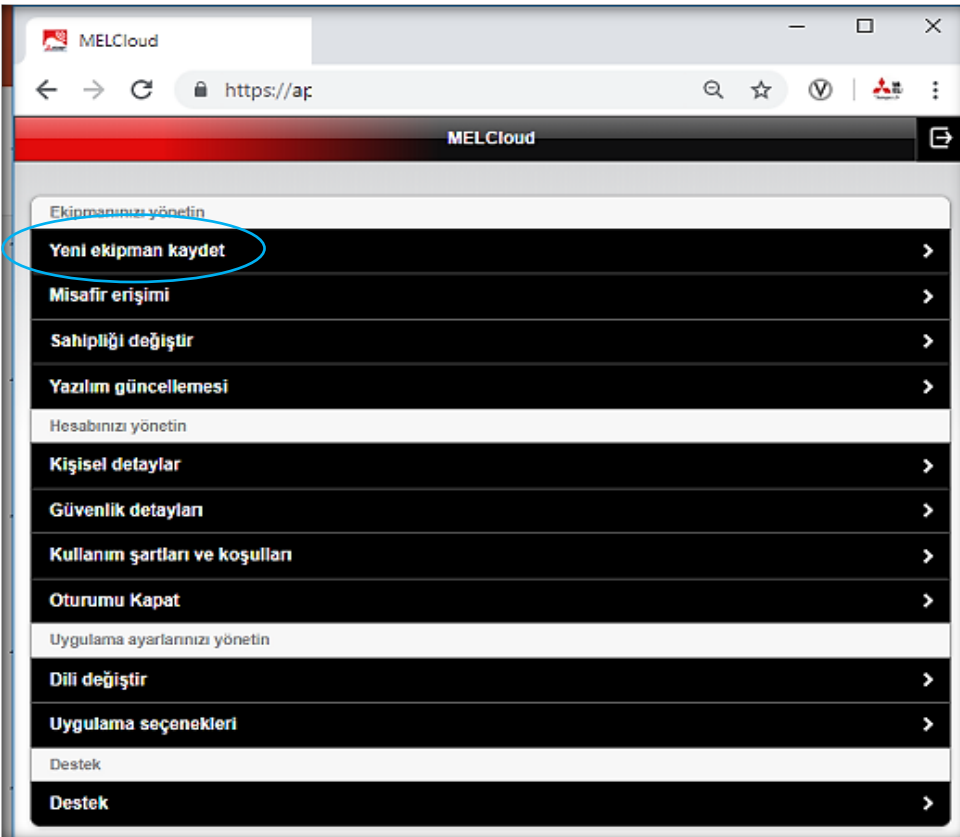 MELCloud
https://ap
MELCloud
Ekipmanınızı yönetin
Yeni ekipman kaydet
Misafir erişimi
Sahipliği değiştir
Yazılım güncellemesi
Hesabınızı yönetin
Kişisel detaylar
Güvenlik detayları
Kullanım şartları ve koşulları
Oturumu Kapat
Uygulama ayarlarınızı yönetin
Dili değiştir
Uygulama seçenekleri
Destek
Destek